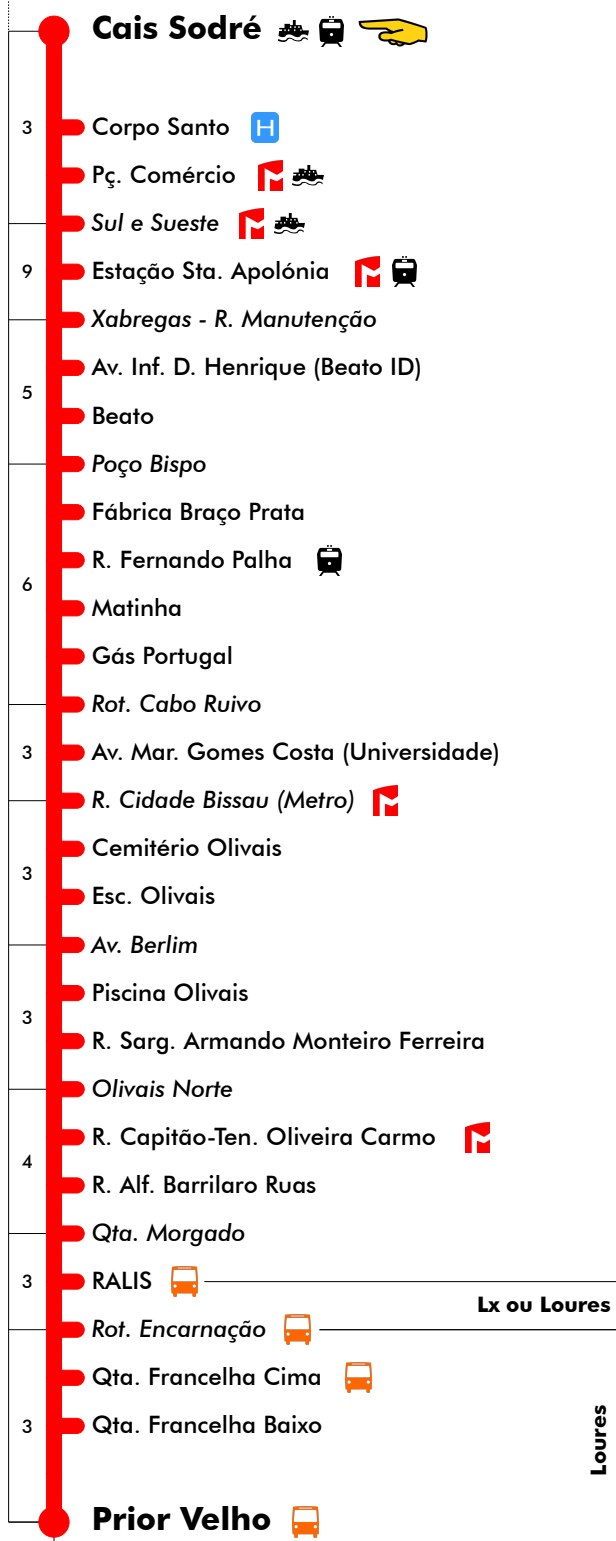 Cais Sodré
3
Corpo Santo H
Pç. Comércio
Sul e Sueste
9
Estação Sta. Apolónia
Xabregas - R. Manutenção
5
Av. Inf. D. Henrique (Beato ID)
Beato
Poço Bispo
Fábrica Braço Prata
6
R. Fernando Palha
Matinha
Gás Portugal
Rot. Cabo Ruivo
3
Av. Mar. Gomes Costa (Universidade)
R. Cidade Bissau (Metro)
3
Cemitério Olivais
Esc. Olivais
Av. Berlim
3
Piscina Olivais
R. Sarg. Armando Monteiro Ferreira
Olivais Norte
4
R. Capitão-Ten. Oliveira Carmo
R. Alf. Barrilaro Ruas
Qta. Morgado
3
RALIS
Lx ou Loures
Rot. Encarnação
Qta. Francelha Cima
3
Qta. Francelha Baixo
Loures
Prior Velho